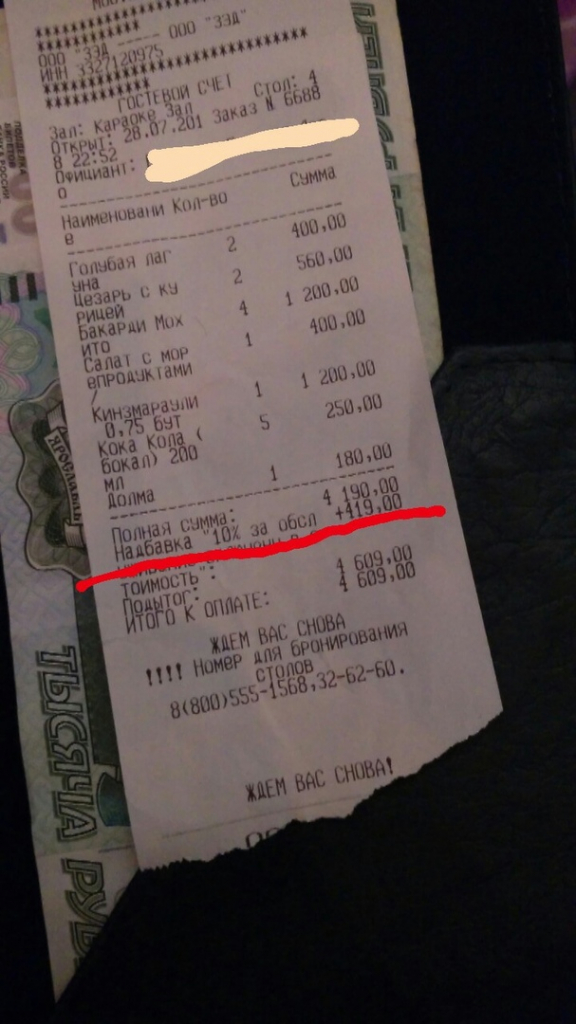 *****************************
************
ООО "ЗЭД ------ ООО "ЗЭД"
ИНН 3327120975
*****************************
************
ГОСТЕВОЙ СЧЕТ
Зал: Караоке Зал Стол: 4
Открыт: 28.07.201 Заказ N 6688
8 22:52
Официант:
о
Наименовани Кол-во Сумма
е
Голубая лаг 2 400,00
уна
Цезарь с ку 2 560,00
рицей
Бакарди Мох 4 1 200,00
ито
Салат с мор 1 400,00
епродуктами
/
Кинзмараули 1 1 200,00
0,75 бут
Кока Кола ( 5 250,00
бокал) 200
мл
Долма 1 180,00
Полная сумма: 4 190,00
Надбавка "10% за обсл +419,00
тоимость":
Подытог: 4 609,00
ИТОГО К ОПЛАТЕ: 4 609,00
ЖДЕМ ВАС СНОВА
!!!! Номер для бронирования
столов
8(800)555-1568,32-62-60.
ЖДЕМ ВАС СНОВА!
ЯРОСЛАВЛЬ
ТЫСЯЧА РУБ